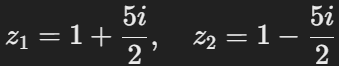 z₁ = 1 + 5i/2, z₂ = 1 − 5i/2